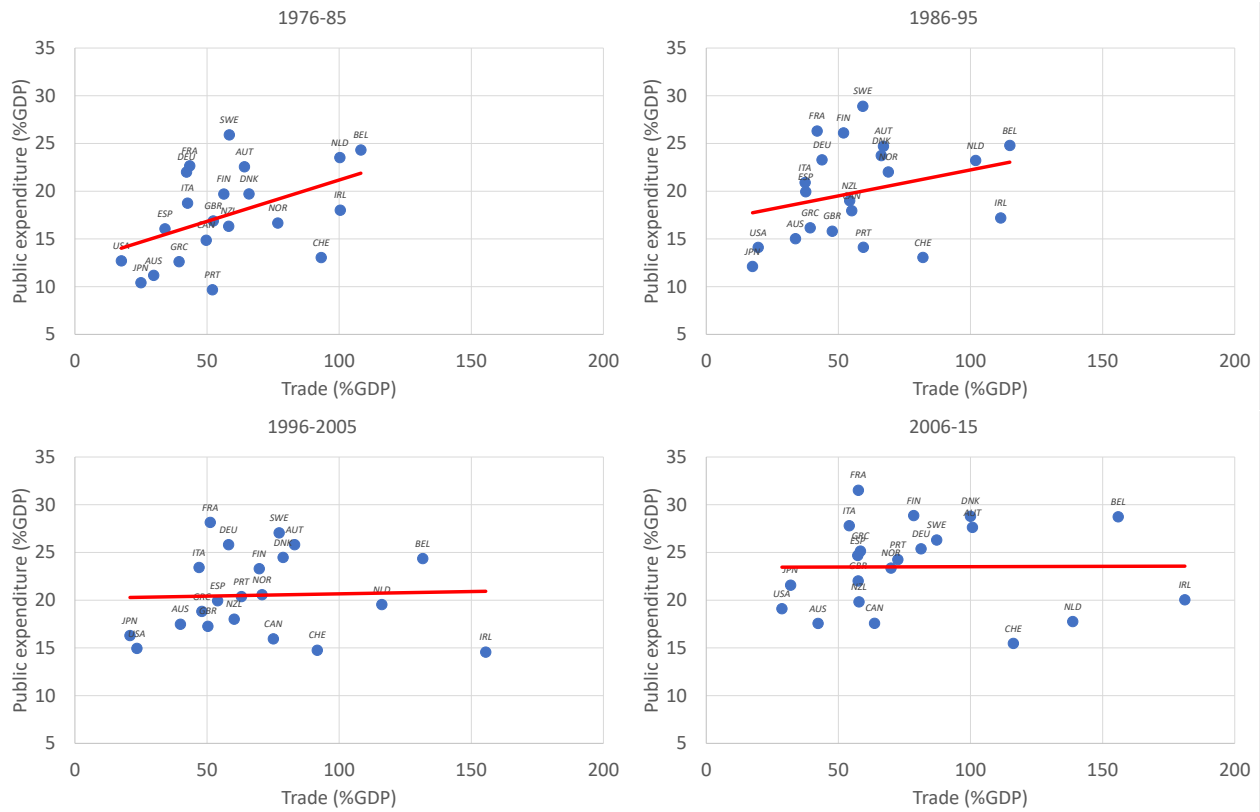 1976-85
Public expenditure (%GDP)
35
30
25
20
15
10
5
SWE
BEL
NLD
FRA
DEU
AUT
FIN
DNK
ITA
IRL
GBR
NZL
NOR
ESP
CAN
USA
GRC
CHE
AUS
JPN
PRT
0
50
100
150
200
Trade (%GDP)
1986-95
Public expenditure (%GDP)
35
30
25
20
15
10
5
SWE
FRA
FIN
AUT
DNK
BEL
DEU
NLD
NOR
ITA
ESP
NZL
CAN
IRL
GRC
GBR
AUS
USA
PRT
CHE
JPN
0
50
100
150
200
Trade (%GDP)
1996-2005
Public expenditure (%GDP)
35
30
25
20
15
10
5
FRA
SWE
DEU
AUT
DNK
BEL
ITA
FIN
NOR
PRT
ESP
GRC
NLD
NZL
AUS
GBR
JPN
USA
CAN
CHE
IRL
0
50
100
150
200
Trade (%GDP)
2006-15
Public expenditure (%GDP)
35
30
25
20
15
10
5
FRA
FIN
DNK
BEL
ITA
AUT
SWE
GRC
DEU
ESP
PRT
NOR
GBR
JPN
NZL
USA
IRL
AUS
CAN
NLD
CHE
0
50
100
150
200
Trade (%GDP)